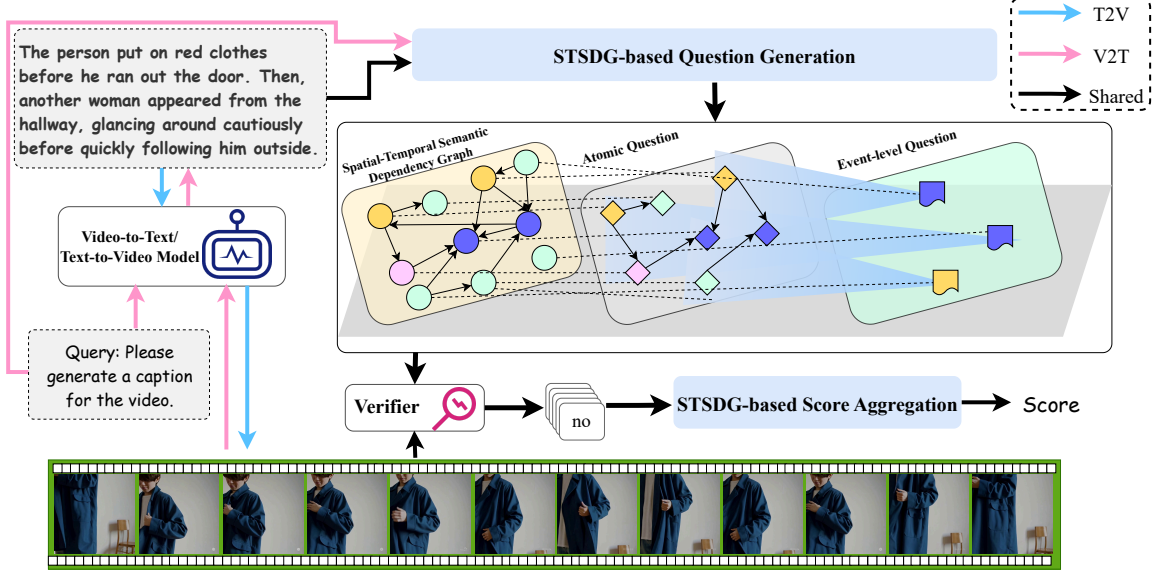 The person put on red clothes
before he ran out the door. Then,
another woman appeared from the
hallway, glancing around cautiously
before quickly following him outside.
STSDG-based Question Generation
T2V
V2T
Shared
Spatial-Temporal Semantic
Dependency Graph
Atomic Question
Event-level Question
Video-to-Text/
Text-to-Video Model
Query: Please
generate a caption
for the video.
Verifier
no
STSDG-based Score Aggregation
Score